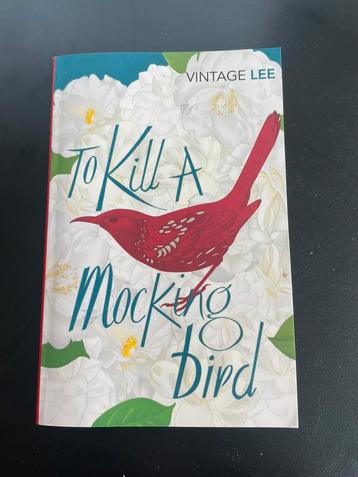 VINTAGE LEE
To Kill A
Mocking
bird